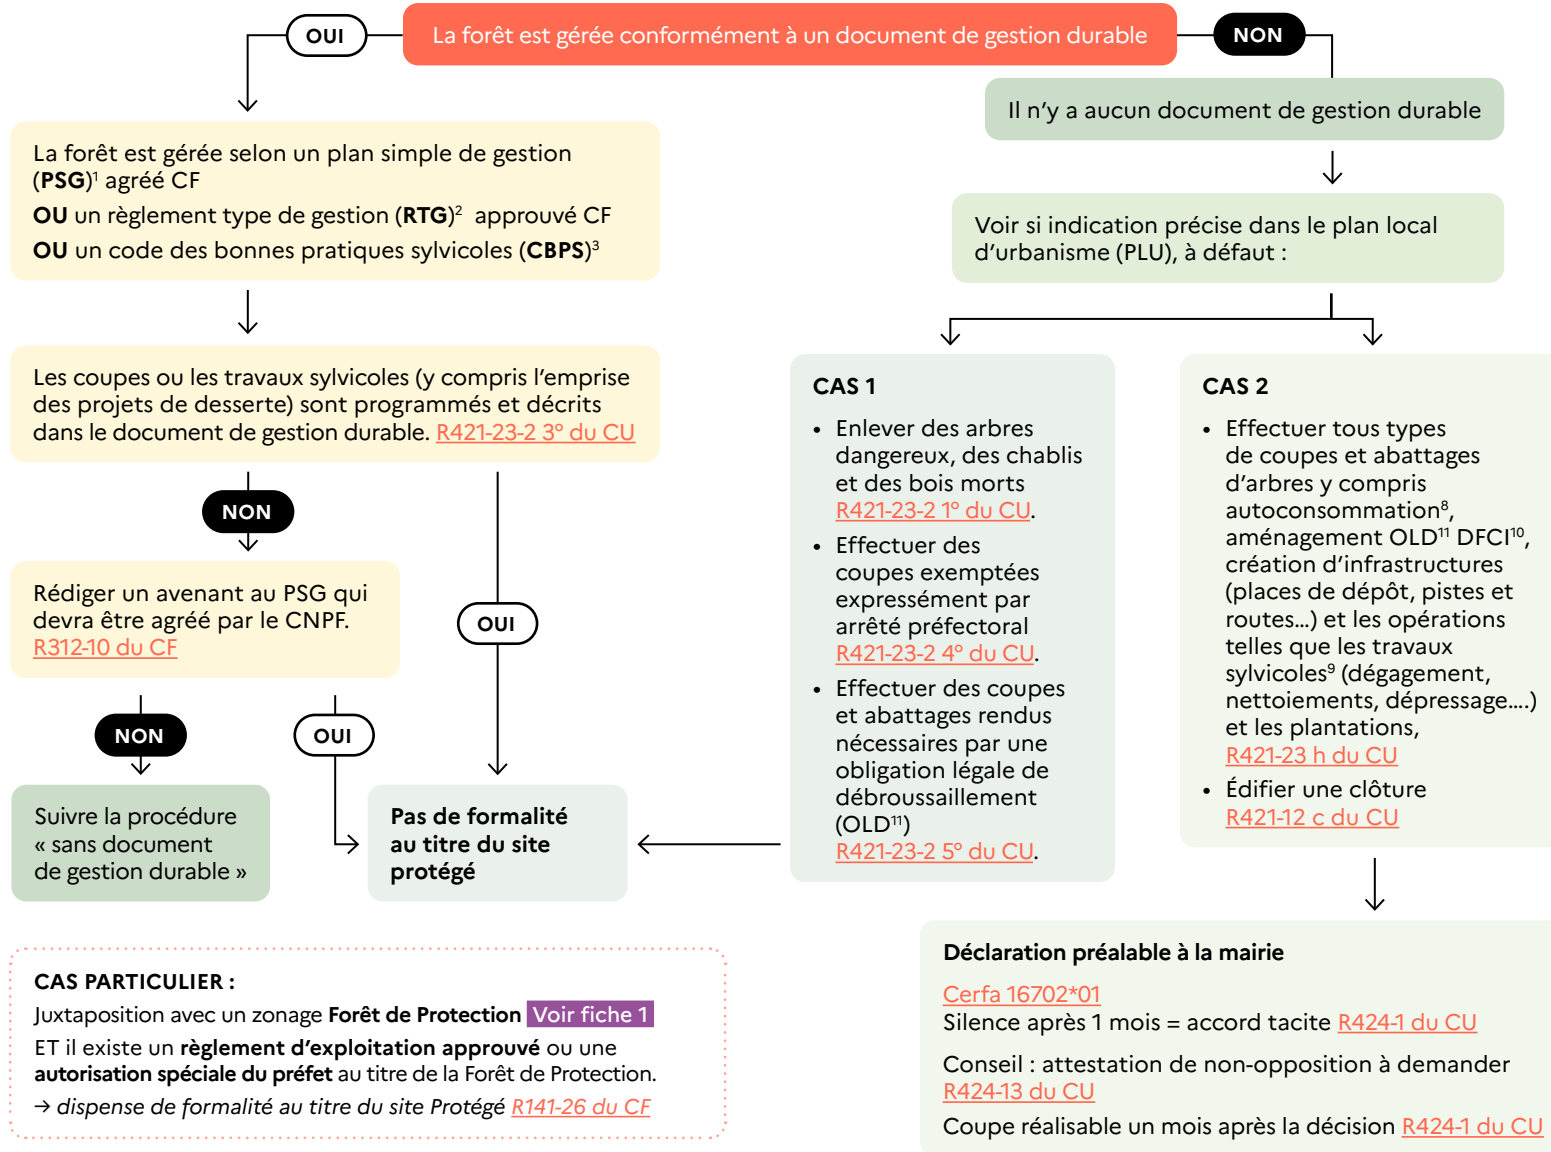 OUI
La forêt est gérée conformément à un document de gestion durable
NON
Il n'y a aucun document de gestion durable
La forêt est gérée selon un plan simple de gestion
(PSG)¹ agréé CF
OU un règlement type de gestion (RTG)² approuvé CF
OU un code des bonnes pratiques sylvicoles (CBPS)³
Voir si indication précise dans le plan local
d'urbanisme (PLU), à défaut :
Les coupes ou les travaux sylvicoles (y compris l'emprise
des projets de desserte) sont programmés et décrits
dans le document de gestion durable. R421-23-2 3° du CU
NON
OUI
Rédiger un avenant au PSG qui
devra être agréé par le CNPF.
R312-10 du CF
NON
OUI
Suivre la procédure
« sans document
de gestion durable »
Pas de formalité
au titre du site
protégé
CAS 1
• Enlever des arbres
dangereux, des chablis
et des bois morts
R421-23-2 1° du CU.
• Effectuer des
coupes exemptées
expressément par
arrêté préfectoral
R421-23-2 4° du CU.
• Effectuer des coupes
et abattages rendus
nécessaires par une
obligation légale de
débroussaillement
(OLD¹¹)
R421-23-2 5° du CU.
CAS 2
• Effectuer tous types
de coupes et abattages
d'arbres y compris
autoconsommation⁸,
aménagement OLD¹¹ DFCI¹⁰,
création d'infrastructures
(places de dépôt, pistes et
routes…) et les opérations
telles que les travaux
sylvicoles⁹ (dégagement,
nettoiements, dépressage….)
et les plantations,
R421-23 h du CU
• Édifier une clôture
R421-12 c du CU
CAS PARTICULIER :
Juxtaposition avec un zonage Forêt de Protection Voir fiche 1
ET il existe un règlement d'exploitation approuvé ou une
autorisation spéciale du préfet au titre de la Forêt de Protection.
→ dispense de formalité au titre du site Protégé R141-26 du CF
Déclaration préalable à la mairie
Cerfa 16702*01
Silence après 1 mois = accord tacite R424-1 du CU
Conseil : attestation de non-opposition à demander
R424-13 du CU
Coupe réalisable un mois après la décision R424-1 du CU